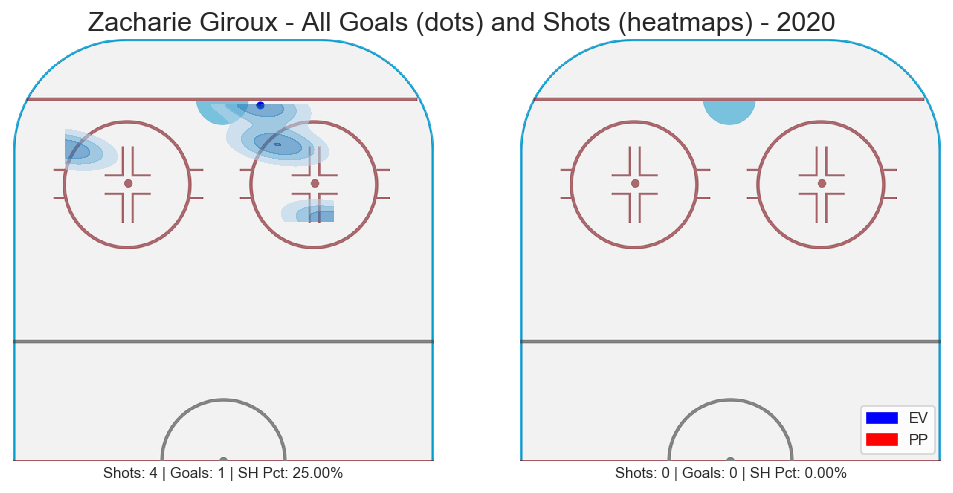 Zacharie Giroux - All Goals (dots) and Shots (heatmaps) - 2020
EV
PP
Shots: 4 | Goals: 1 | SH Pct: 25.00%
Shots: 0 | Goals: 0 | SH Pct: 0.00%